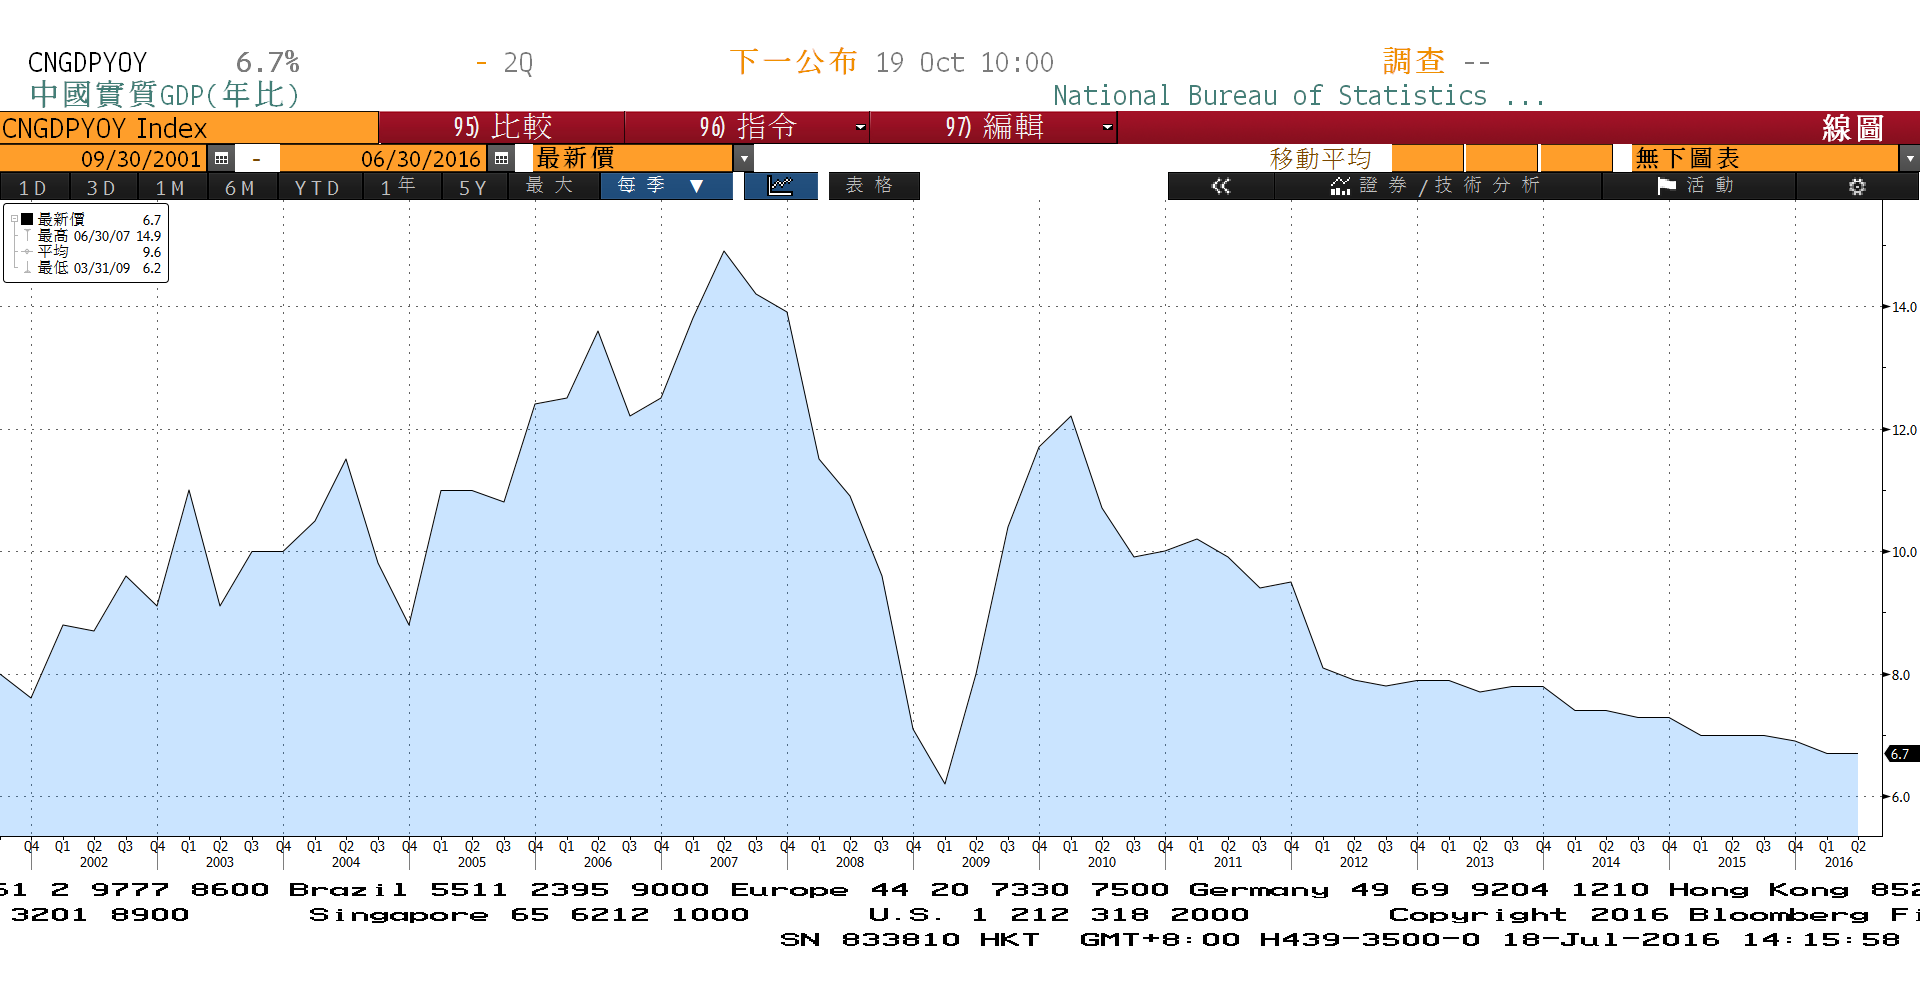 CNGDPYOY 6.7% - 2Q 下一公布 19 Oct 10:00 調查 --
中國實質GDP(年比) National Bureau of Statistics ...
CNGDPYOY Index 95) 比較 96) 指令 97) 編輯 線圖
09/30/2001 - 06/30/2016 最新價 移動平均 無下圖表
1D 3D 1M 6M YTD 1年 5Y 最大 每季 ▼ 表格 « 證券/技術分析 活動
最新價 6.7
最高 06/30/07 14.9
平均 9.6
最低 03/31/09 6.2
14.0
12.0
10.0
8.0
6.7
6.0
Q4 Q1 Q2 Q3 Q4 Q1 Q2 Q3 Q4 Q1 Q2 Q3 Q4 Q1 Q2 Q3 Q4 Q1 Q2 Q3 Q4 Q1 Q2 Q3 Q4 Q1 Q2 Q3 Q4 Q1 Q2 Q3 Q4 Q1 Q2 Q3 Q4 Q1 Q2 Q3 Q4 Q1 Q2 Q3 Q4 Q1 Q2 Q3 Q4 Q1 Q2 Q3 Q4 Q1 Q2 Q3 Q4 Q1 Q2
2002 2003 2004 2005 2006 2007 2008 2009 2010 2011 2012 2013 2014 2015 2016
61 2 9777 8600 Brazil 5511 2395 9000 Europe 44 20 7330 7500 Germany 49 69 9204 1210 Hong Kong 852
3201 8900 Singapore 65 6212 1000 U.S. 1 212 318 2000 Copyright 2016 Bloomberg Fi
SN 833810 HKT GMT+8:00 H439-3500-0 18-Jul-2016 14:15:58